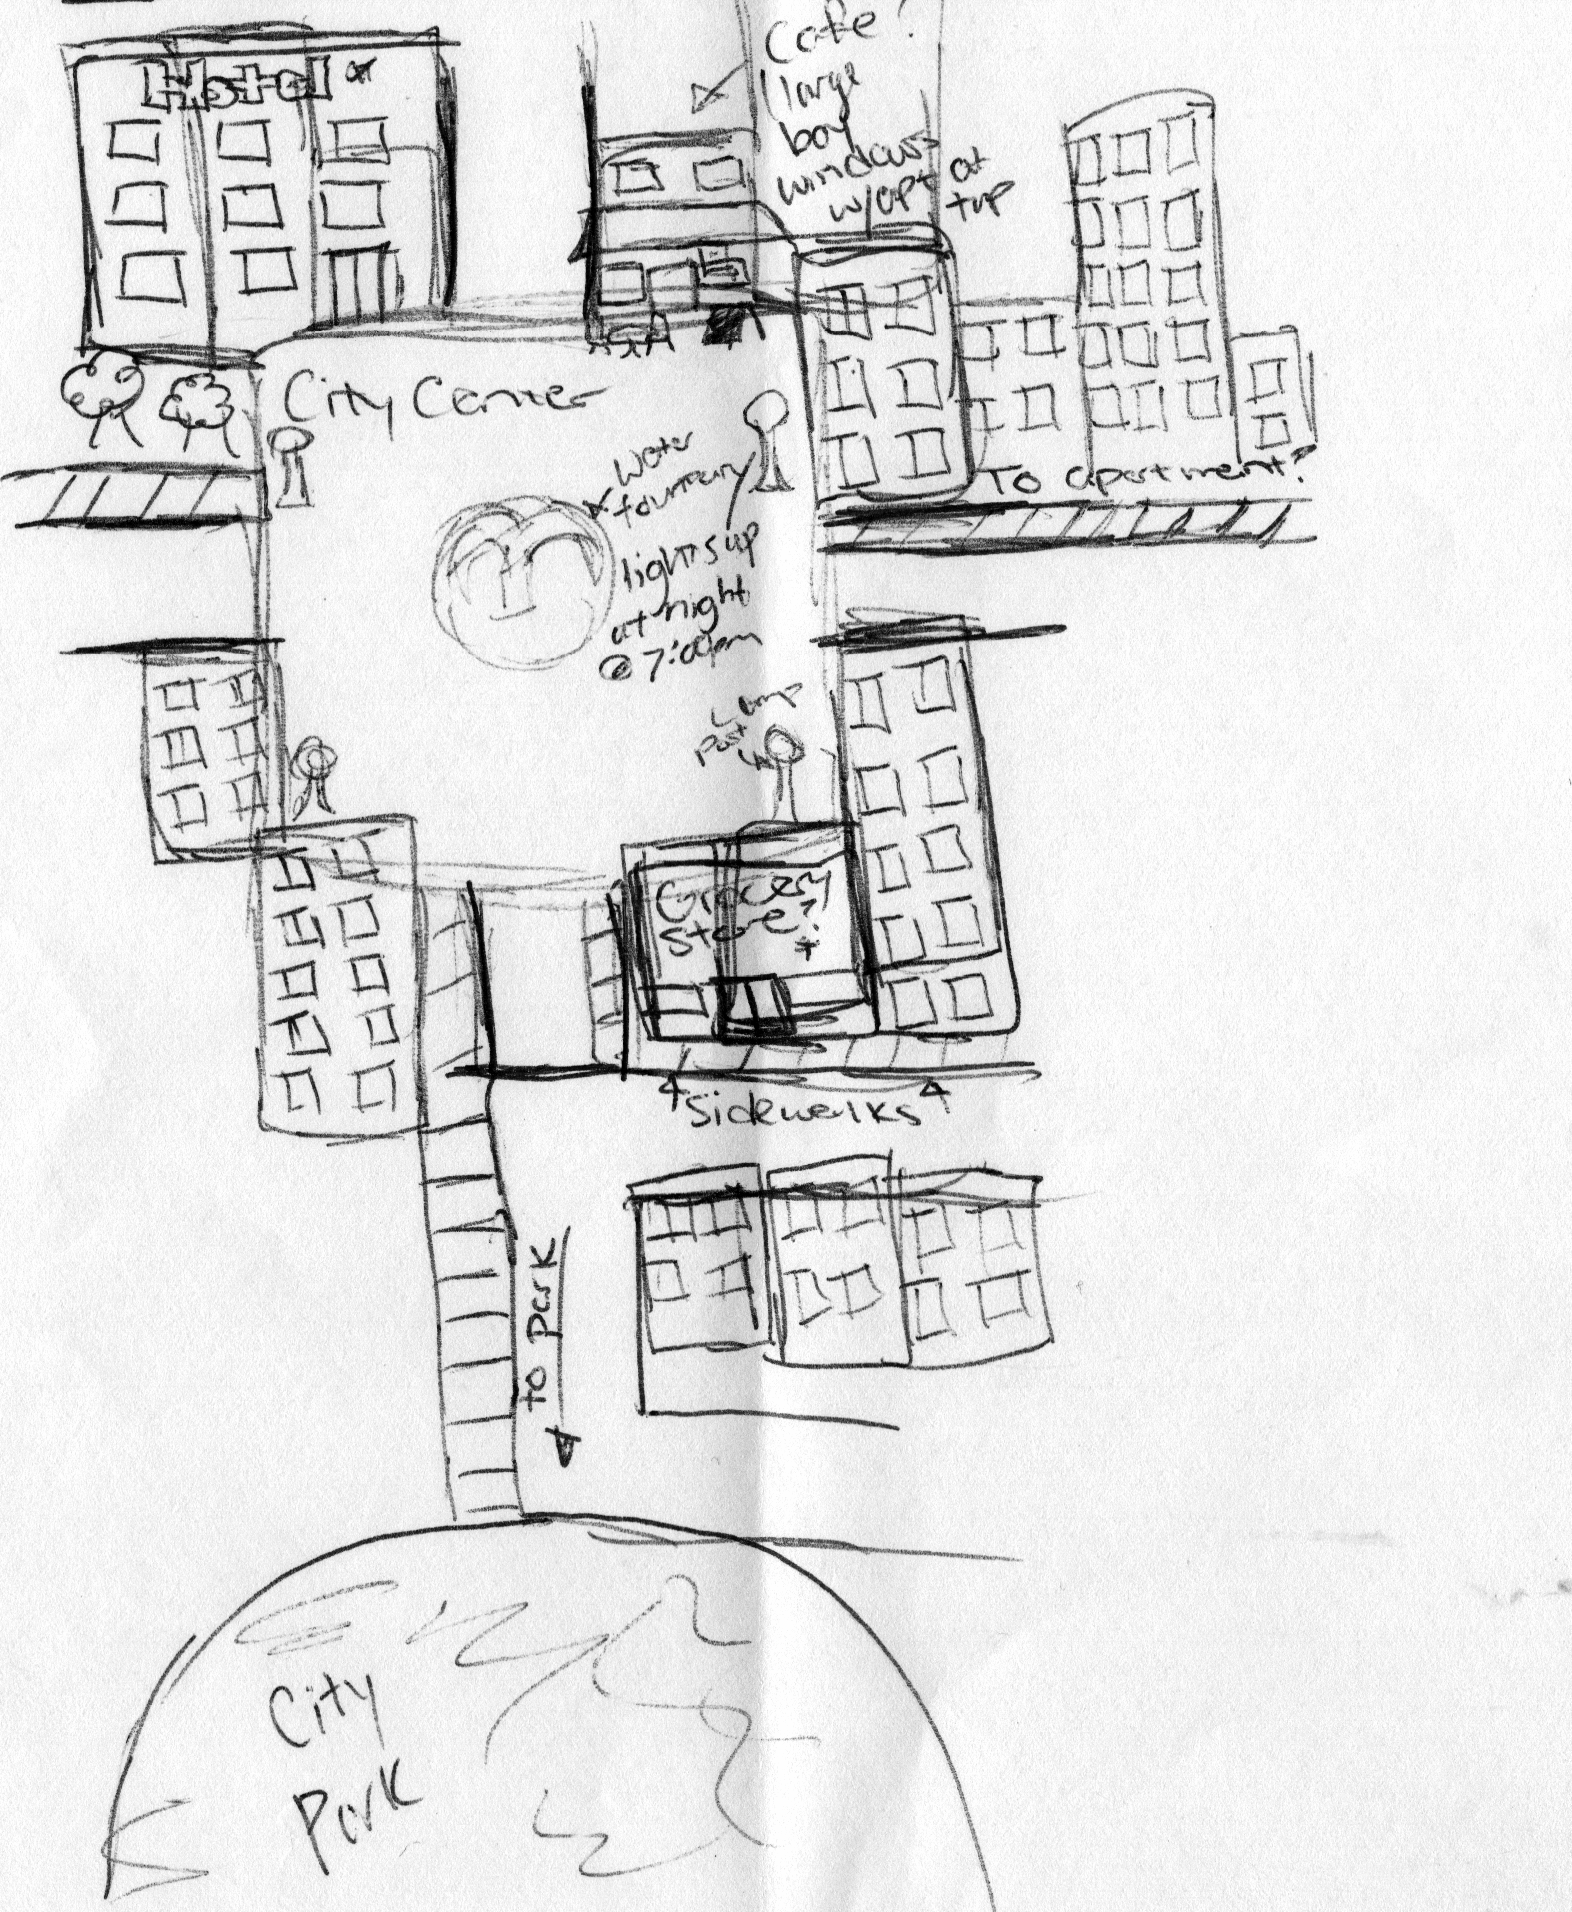 Hotel *
Cafe?
large
bay
windows
w/apt at
top
City Center
water
fountain
lights up
at night
@ 7:00pm
To apartment?
Lamp
Post
Grocery
Store?
*
Sidewalks
to park
City
Park